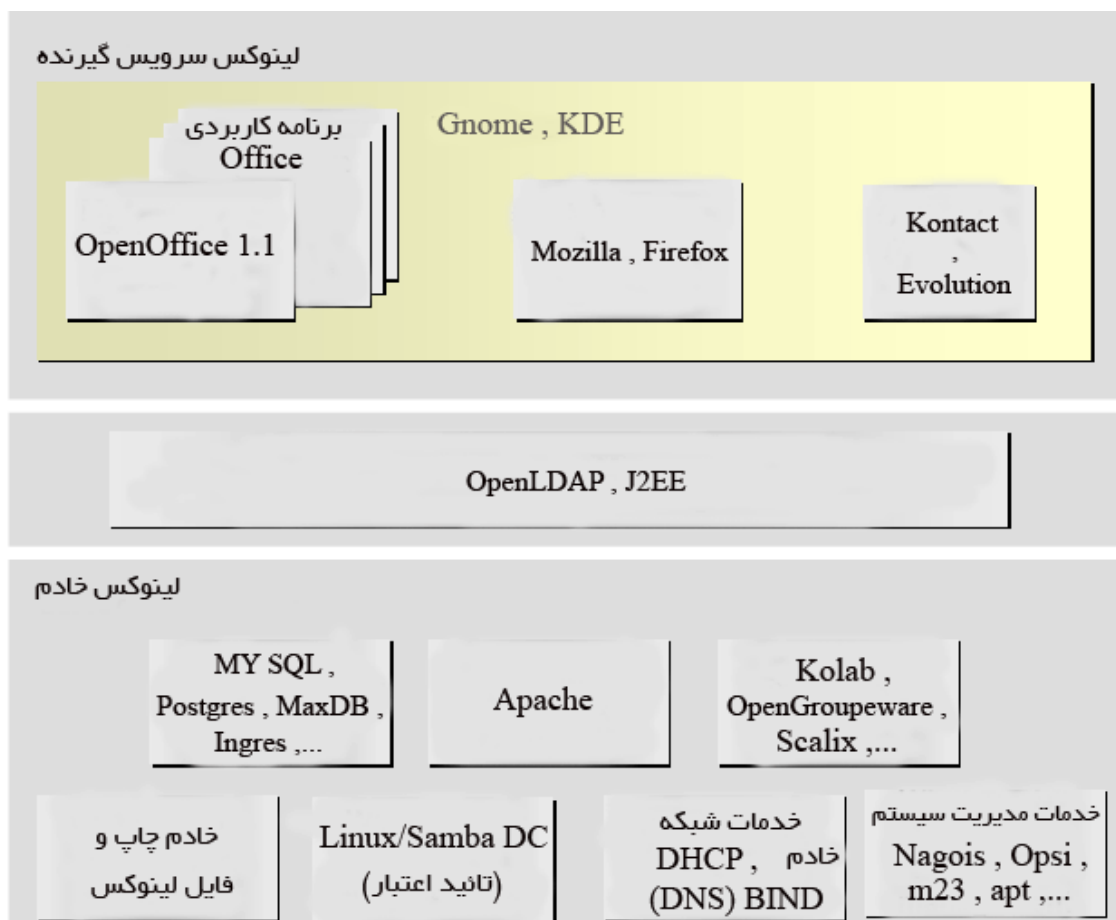 لینوکس سرویس گیرنده
برنامه کاربردی
Office
OpenOffice 1.1
Gnome , KDE
Mozilla , Firefox
Kontact
,
Evolution
OpenLDAP , J2EE
لینوکس خادم
MY SQL ,
Postgres , MaxDB ,
Ingres ,...
Apache
Kolab ,
OpenGroupeware ,
Scalix ,...
خادم چاپ و
فایل لینوکس
Linux/Samba DC
(تائید اعتبار)
خدمات شبکه
خادم DHCP ,
(DNS) BIND
خدمات مدیریت سیستم
Nagois , Opsi ,
m23 , apt ,...